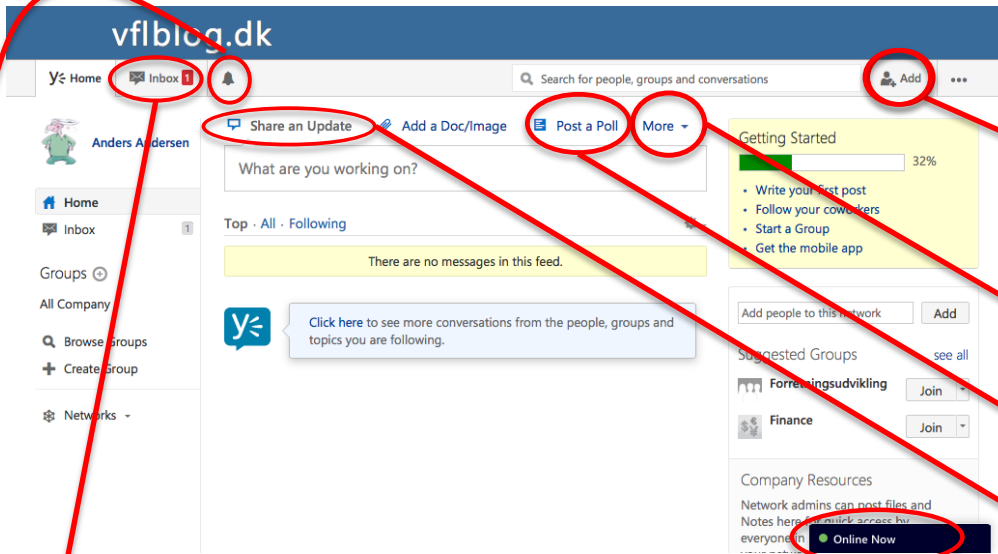 vflblog.dk
Home
Inbox 1
Search for people, groups and conversations
Add
Anders Andersen
Share an Update
Add a Doc/Image
Post a Poll
More
What are you working on?
Home
Inbox 1
Groups
All Company
Browse Groups
Create Group
Networks
Top · All · Following
There are no messages in this feed.
Click here to see more conversations from the people, groups and
topics you are following.
Getting Started
32%
• Write your first post
• Follow your coworkers
• Start a Group
• Get the mobile app
Add people to this network
Add
Suggested Groups see all
Forretningsudvikling
Join
Finance
Join
Company Resources
Network admins can post files and
Notes here for quick access by
everyone in
Online Now